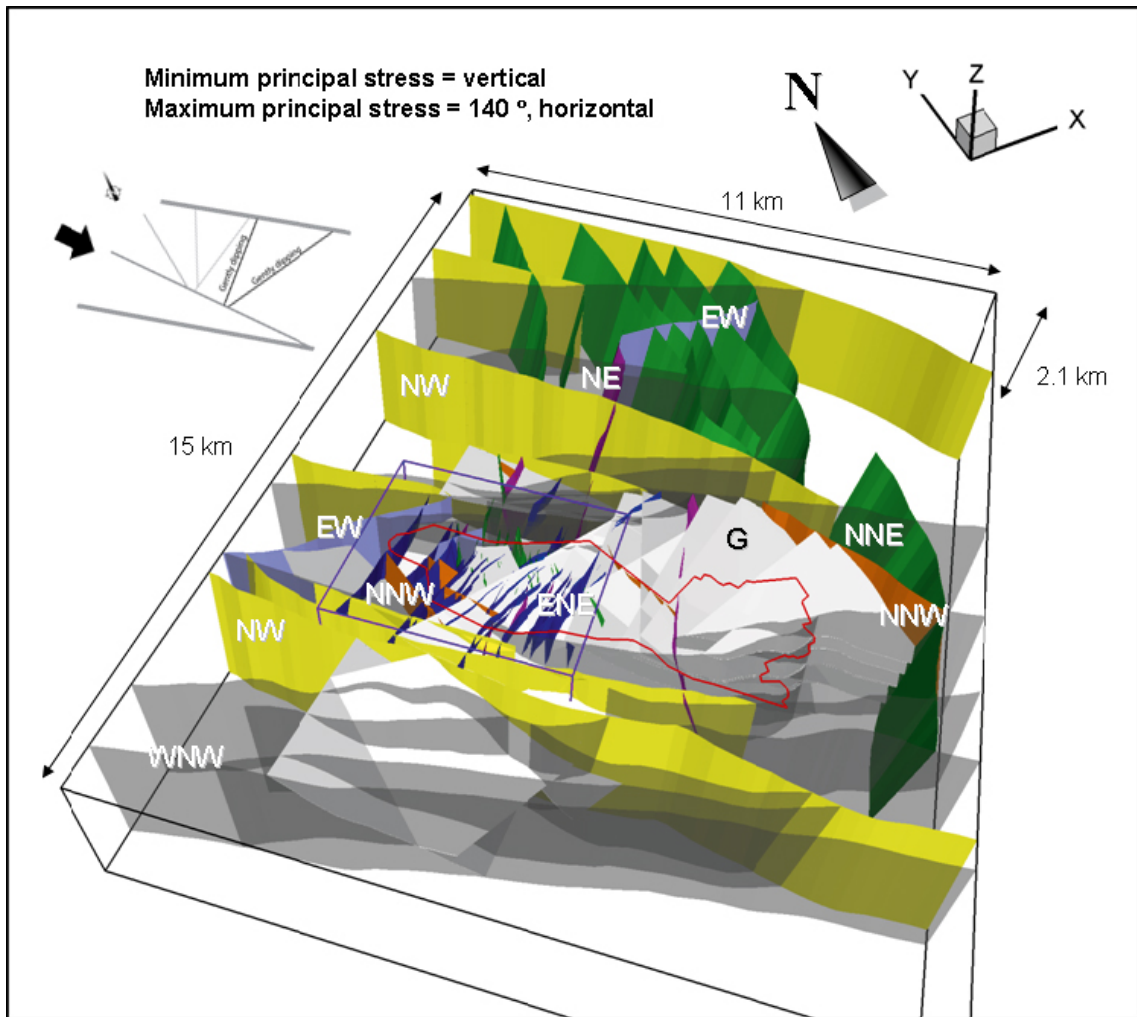 Minimum principal stress = vertical
Maximum principal stress = 140 º, horizontal
N
Y
Z
X
11 km
Gently dipping
Gently dipping
EW
NE
NW
2.1 km
15 km
EW
G
NNE
NNW
ENE
NNW
NW
WNW